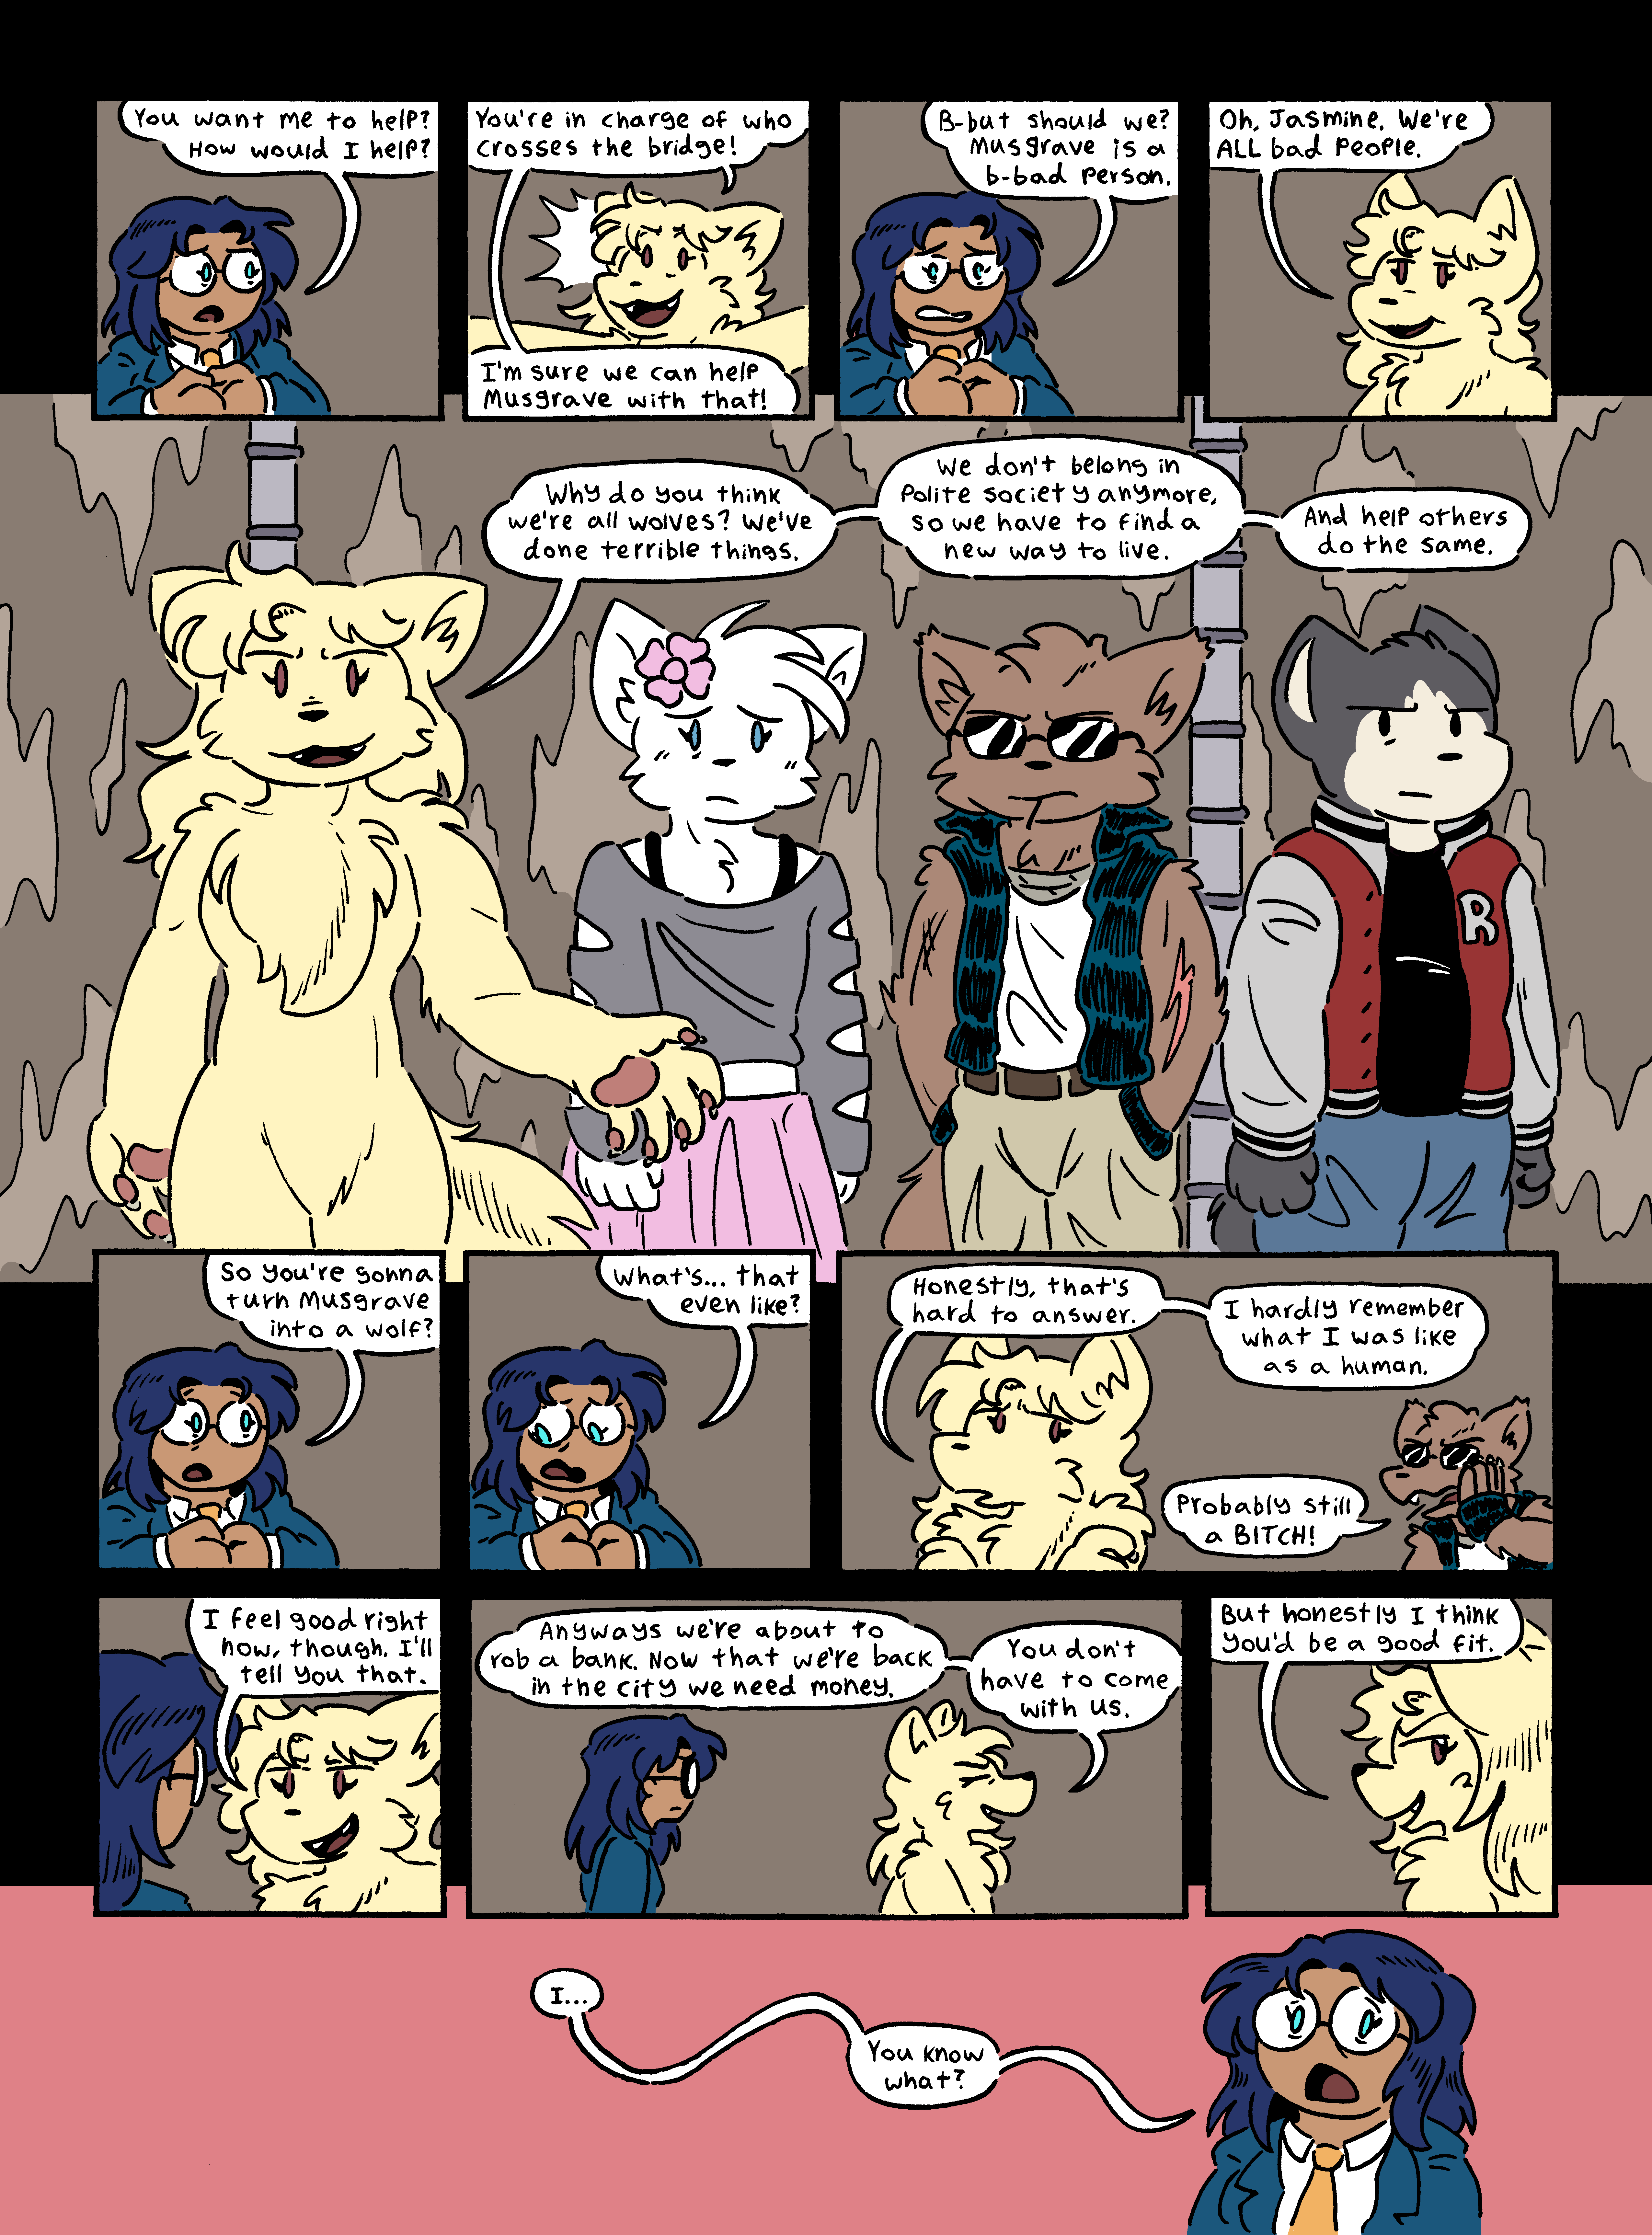 You want me to help?
How would I help?
You're in charge of who
crosses the bridge!
I'm sure we can help
Musgrave with that!
B-but should we?
Musgrave is a
b-bad person.
Oh, Jasmine. We're
ALL bad people.
Why do you think
we're all wolves? We've
done terrible things.
We don't belong in
polite society anymore,
so we have to find a
new way to live.
And help others
do the same.
R
So you're gonna
turn Musgrave
into a wolf?
What's... that
even like?
Honestly, that's
hard to answer.
I hardly remember
what I was like
as a human.
Probably still
a BITCH!
I feel good right
now, though. I'll
tell you that.
Anyways we're about to
rob a bank. Now that we're back
in the city we need money.
You don't
have to come
with us.
But honestly I think
you'd be a good fit.
I...
You know
what?